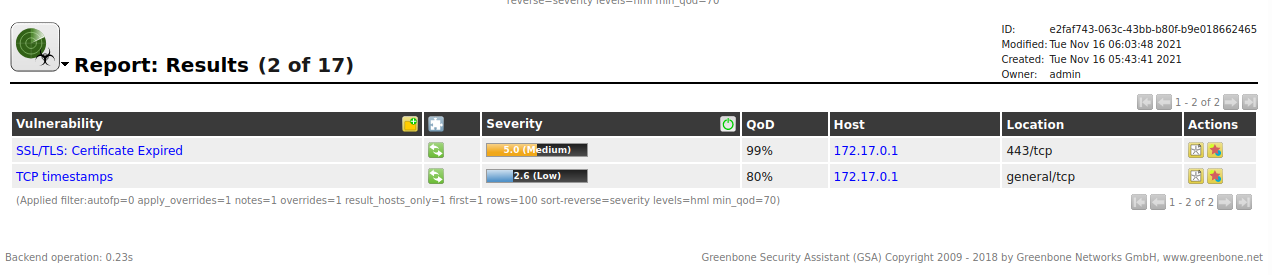 reverse=severity levels=hml min_qod=70
Report: Results (2 of 17)
ID: e2faf743-063c-43bb-b80f-b9e018662465
Modified: Tue Nov 16 06:03:48 2021
Created: Tue Nov 16 05:43:41 2021
Owner: admin
1 - 2 of 2
Vulnerability Severity QoD Host Location Actions
SSL/TLS: Certificate Expired 5.0 (Medium) 99% 172.17.0.1 443/tcp
TCP timestamps 2.6 (Low) 80% 172.17.0.1 general/tcp
(Applied filter:autofp=0 apply_overrides=1 notes=1 overrides=1 result_hosts_only=1 first=1 rows=100 sort-reverse=severity levels=hml min_qod=70) 1 - 2 of 2
Backend operation: 0.23s Greenbone Security Assistant (GSA) Copyright 2009 - 2018 by Greenbone Networks GmbH, www.greenbone.net